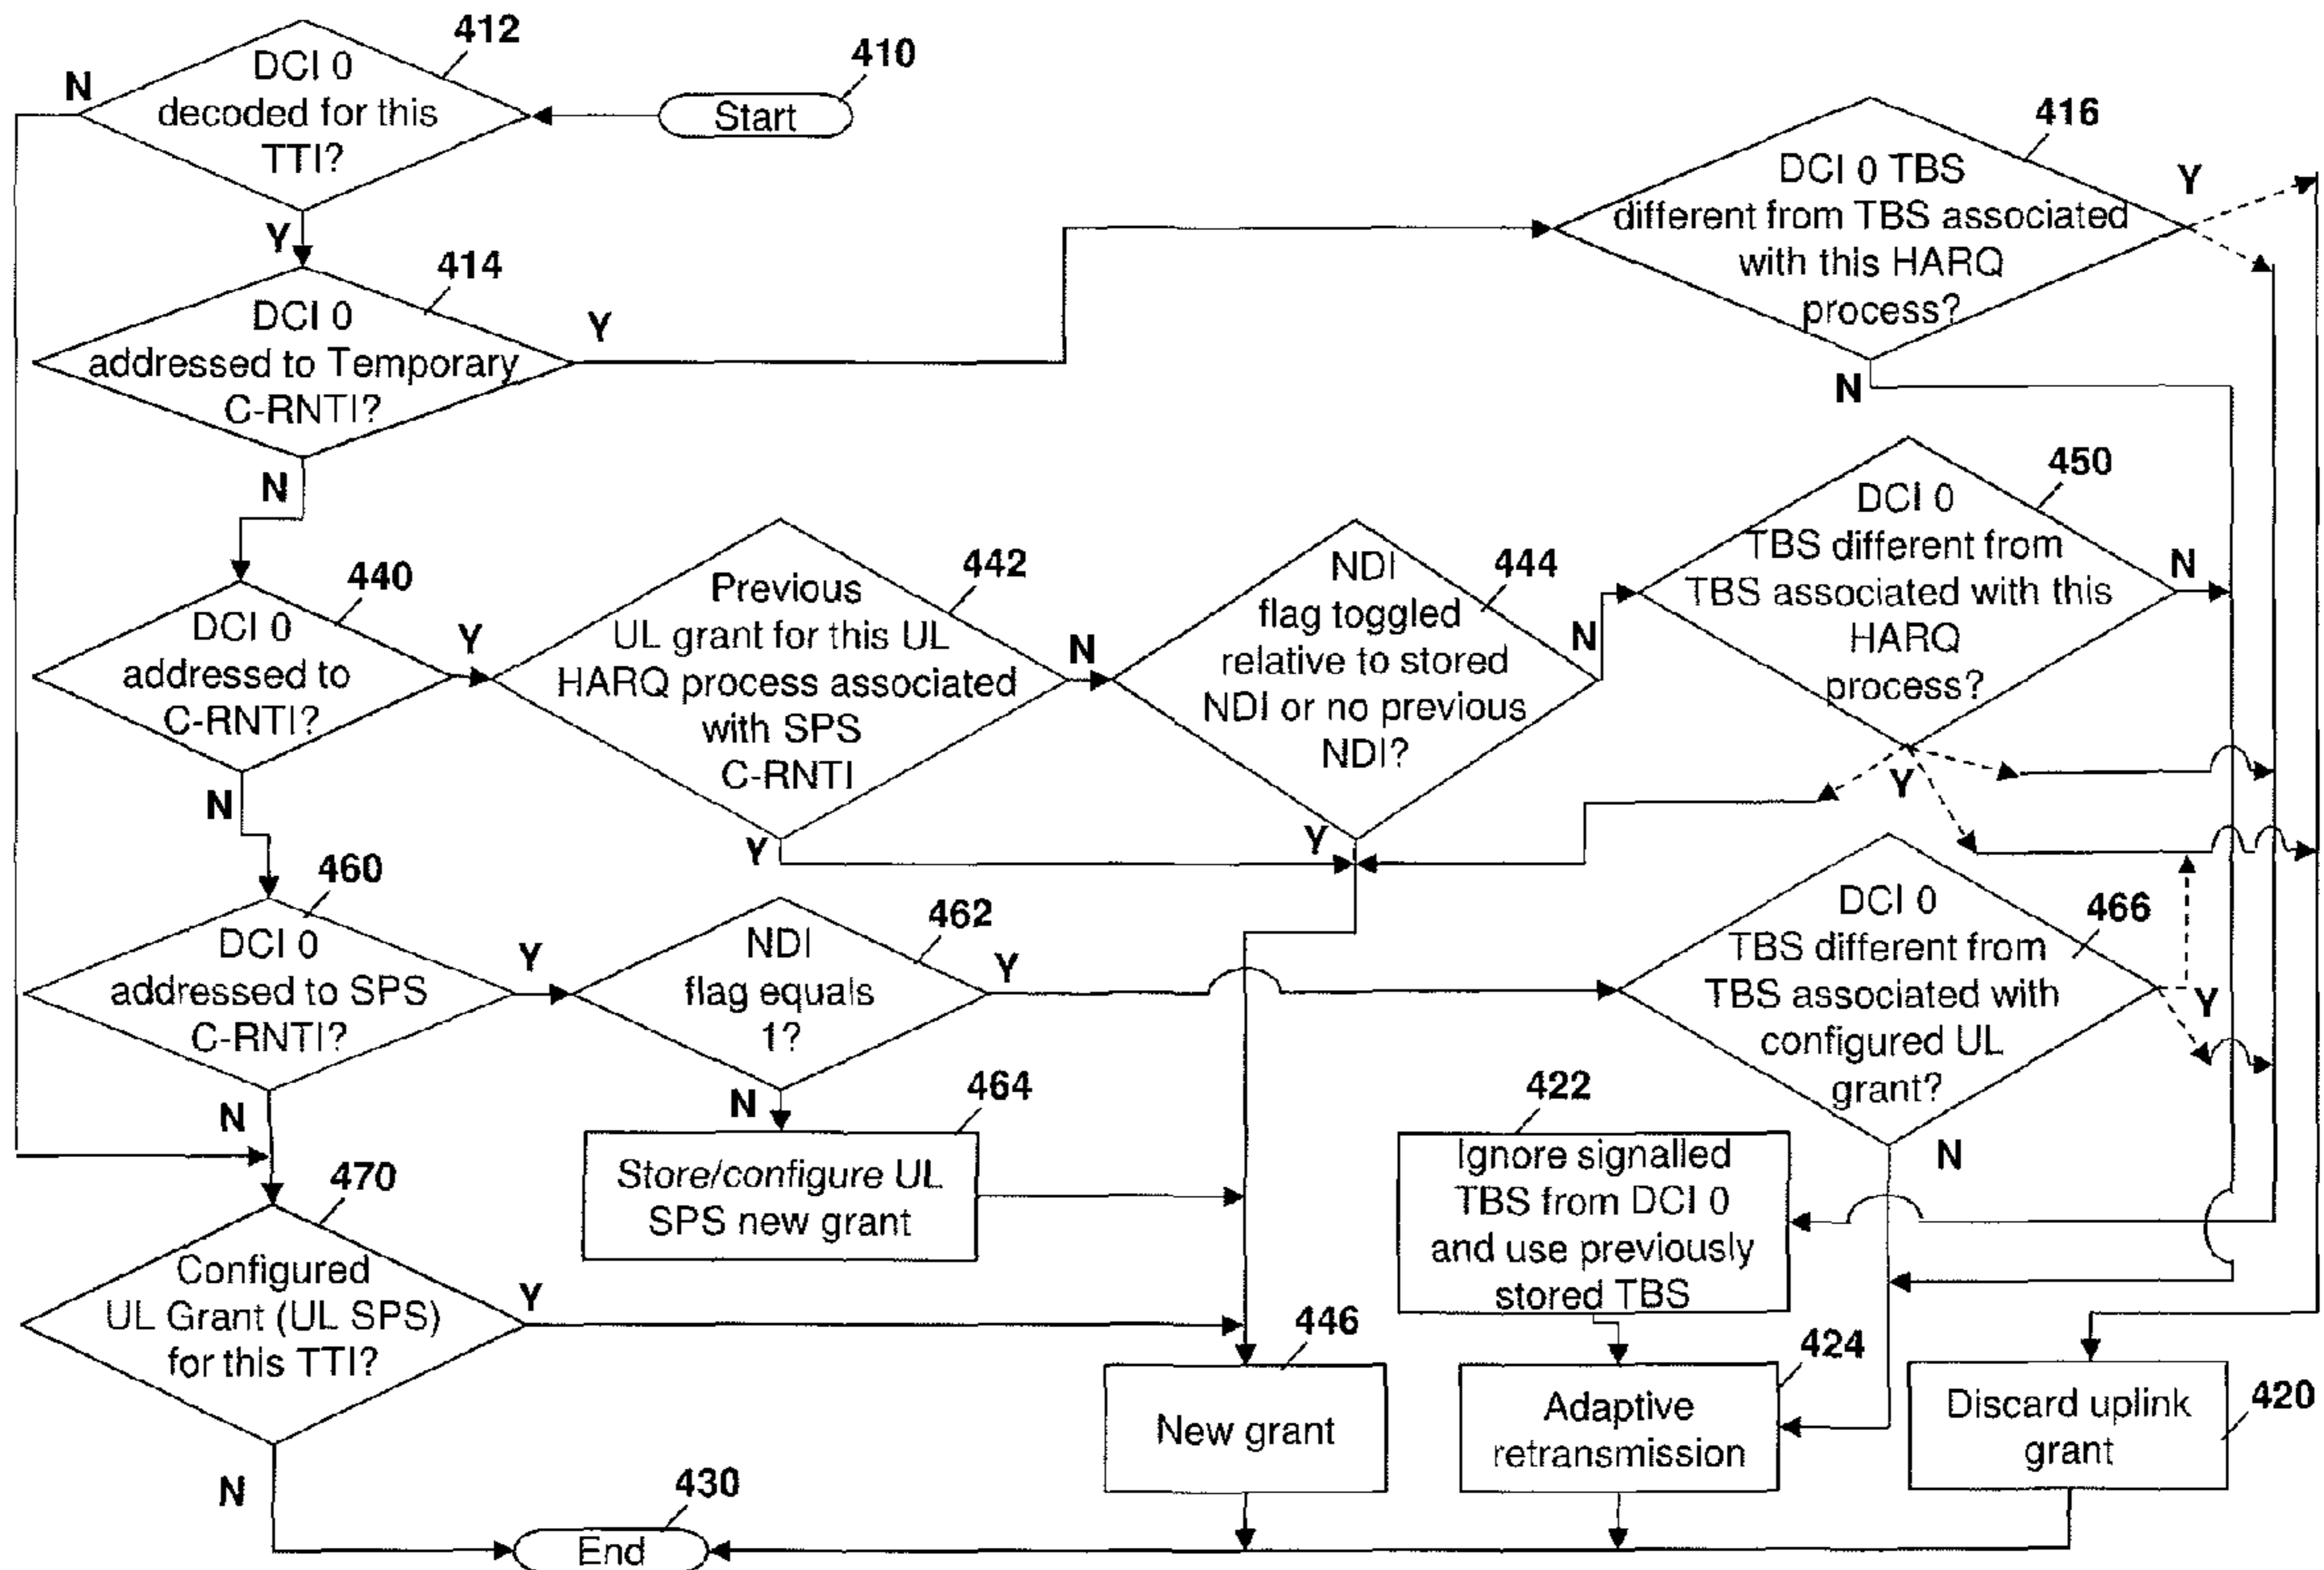 412
DCI 0
decoded for this
TTI?
N
Y
410
Start
414
DCI 0
addressed to Temporary
C-RNTI?
Y
N
416
DCI 0 TBS
different from TBS associated
with this HARQ
process?
Y
N
440
DCI 0
addressed to
C-RNTI?
Y
N
442
Previous
UL grant for this UL
HARQ process associated
with SPS
C-RNTI
N
Y
444
NDI
flag toggled
relative to stored
NDI or no previous
NDI?
N
Y
450
DCI 0
TBS different from
TBS associated with this
HARQ
process?
N
Y
460
DCI 0
addressed to SPS
C-RNTI?
Y
N
462
NDI
flag equals
1?
Y
N
464
Store/configure UL
SPS new grant
466
DCI 0
TBS different from
TBS associated with
configured UL
grant?
Y
N
470
Configured
UL Grant (UL SPS)
for this TTI?
Y
N
422
Ignore signalled
TBS from DCI 0
and use previously
stored TBS
446
New grant
424
Adaptive
retransmission
420
Discard uplink
grant
430
End